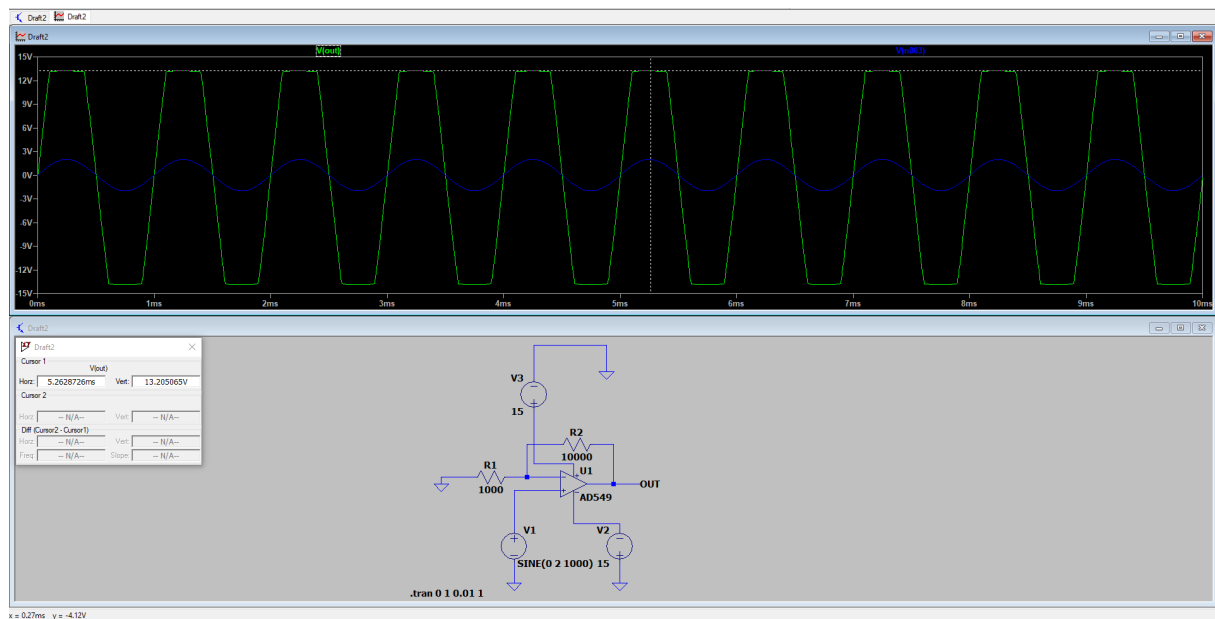 Draft2 Draft2
Draft2
V(out) V(n003)
15V
12V
9V
6V
3V
0V
-3V
-6V
-9V
-12V
-15V
0ms 1ms 2ms 3ms 4ms 5ms 6ms 7ms 8ms 9ms 10ms
Draft2
Draft2
Cursor 1
V(out)
Horz: 5.2628726ms Vert: 13.205065V
Cursor 2
Horz: -- N/A-- Vert: -- N/A--
Diff (Cursor2 - Cursor1)
Horz: -- N/A-- Vert: -- N/A--
Freq: -- N/A-- Slope: -- N/A--
V3
15
R2
10000
R1
1000
U1
AD549
OUT
V1
SINE(0 2 1000)
V2
15
.tran 0 1 0.01 1
x = 0.27ms y = -4.12V